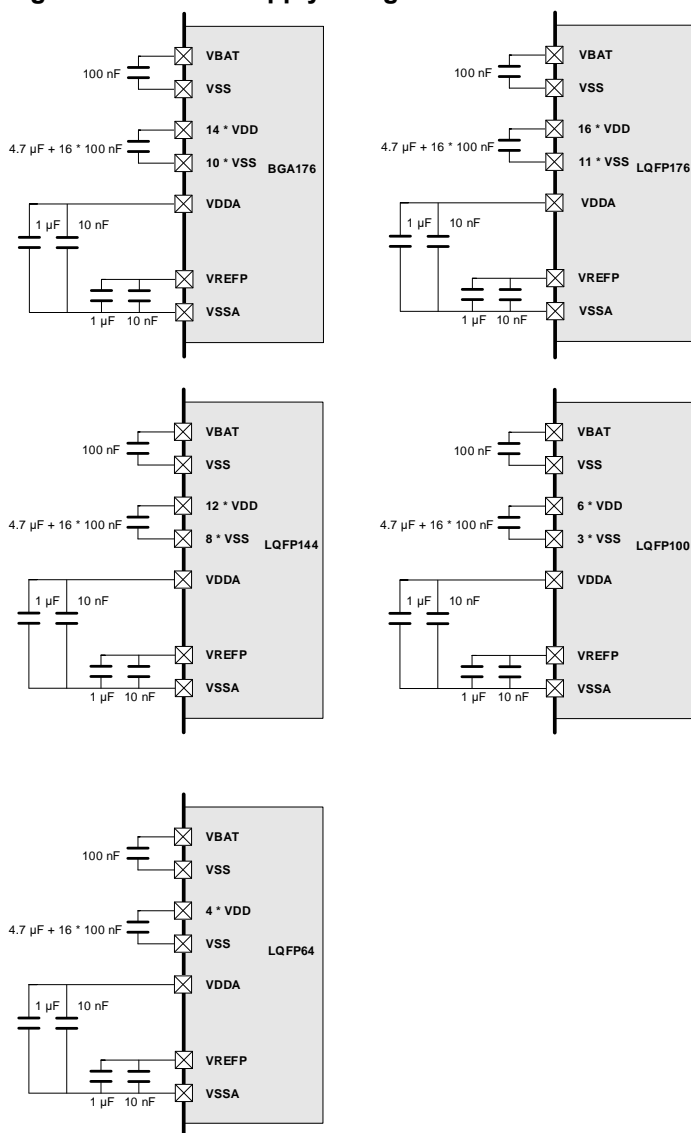 100 nF
VBAT
VSS
4.7 µF + 16 * 100 nF
14 * VDD
10 * VSS
BGA176
VDDA
1 µF
10 nF
VREFP
VSSA
1 µF
10 nF
100 nF
VBAT
VSS
4.7 µF + 16 * 100 nF
16 * VDD
11 * VSS
LQFP176
VDDA
1 µF
10 nF
VREFP
VSSA
1 µF
10 nF
100 nF
VBAT
VSS
4.7 µF + 16 * 100 nF
12 * VDD
8 * VSS
LQFP144
VDDA
1 µF
10 nF
VREFP
VSSA
1 µF
10 nF
100 nF
VBAT
VSS
4.7 µF + 16 * 100 nF
6 * VDD
3 * VSS
LQFP100
VDDA
1 µF
10 nF
VREFP
VSSA
1 µF
10 nF
100 nF
VBAT
VSS
4.7 µF + 16 * 100 nF
4 * VDD
VSS
LQFP64
VDDA
1 µF
10 nF
VREFP
VSSA
1 µF
10 nF